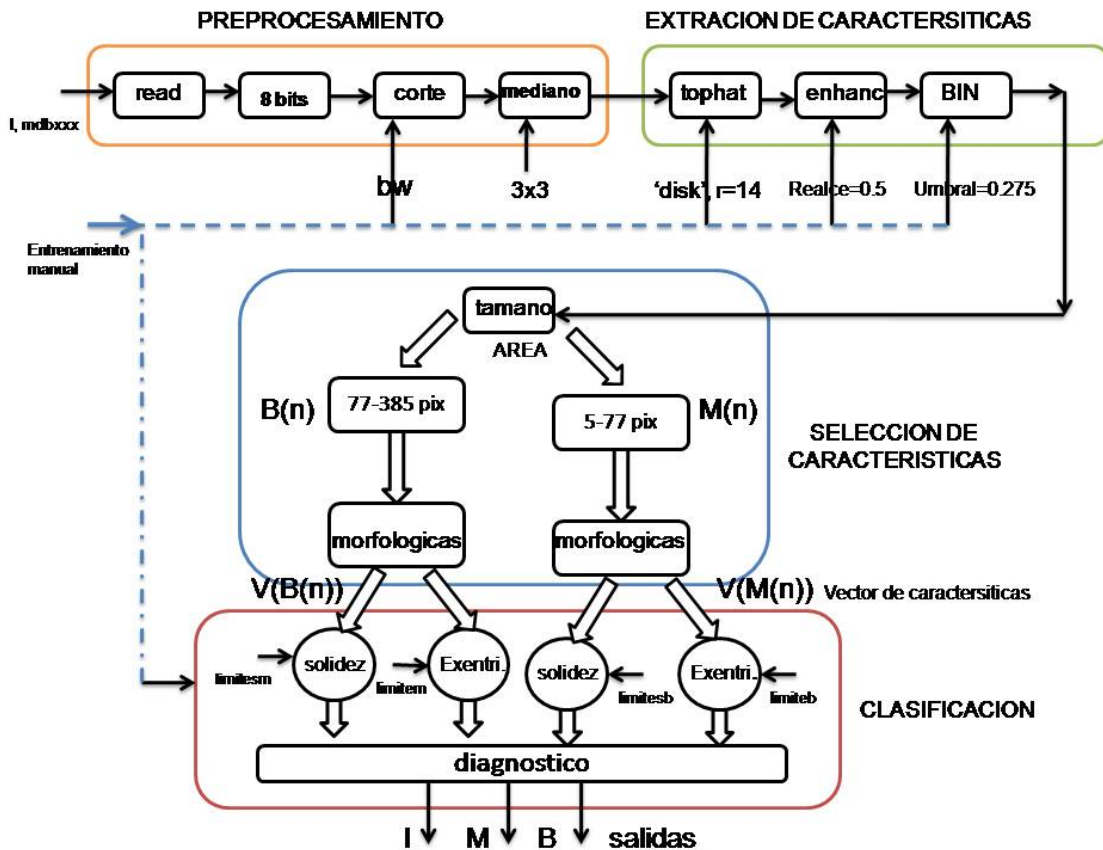 PREPROCESAMIENTO
EXTRACION DE CARACTERSITICAS
read
8 bits
corte
mediano
tophat
enhanc
BIN
I, mdbxxx
bw
3x3
'disk', r=14
Realce=0.5
Umbral=0.275
Entrenamiento
manual
tamano
AREA
B(n)
77-385 pix
5-77 pix
M(n)
SELECCION DE
CARACTERISTICAS
morfologicas
morfologicas
V(B(n))
V(M(n))
Vector de caractersiticas
solidez
Exentri.
solidez
Exentri.
limitesm
limitem
limitesb
limiteb
CLASIFICACION
diagnostico
I
M
B
salidas